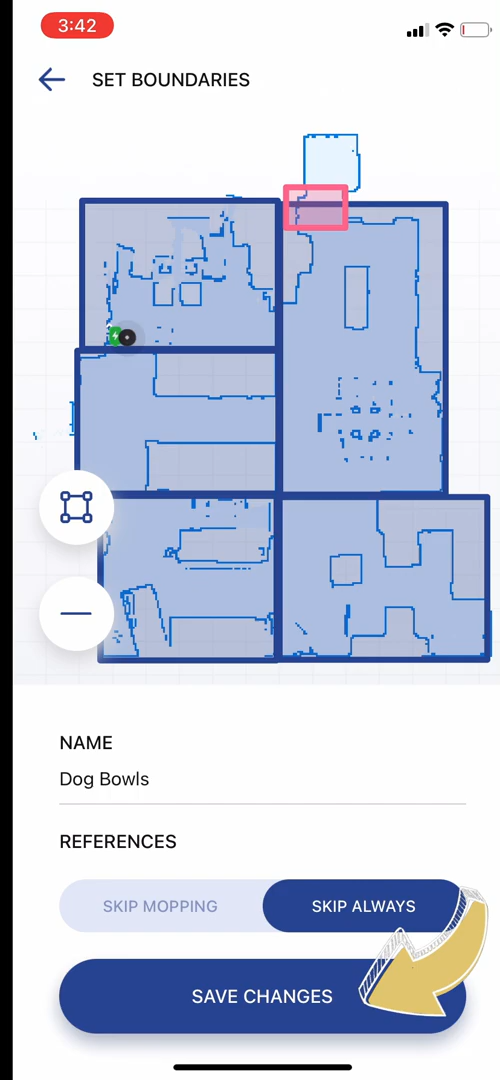 3:42
SET BOUNDARIES
NAME
Dog Bowls
REFERENCES
SKIP MOPPING
SKIP ALWAYS
SAVE CHANGES